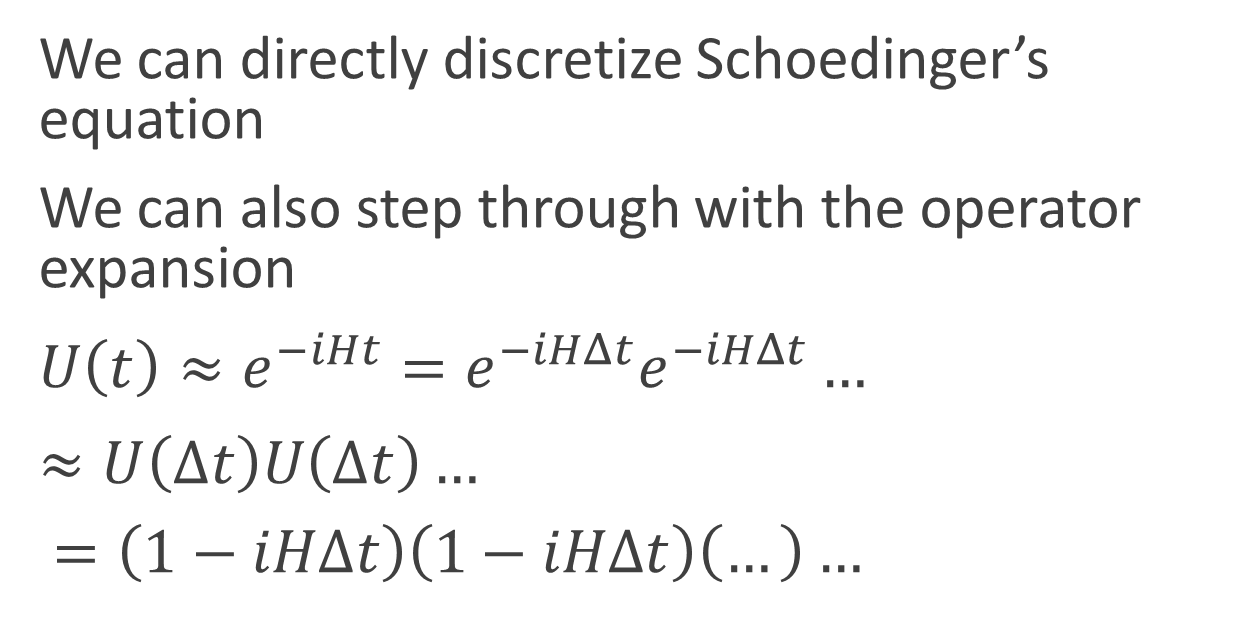 We can directly discretize Schoedinger’s
equation
We can also step through with the operator
expansion
𝑈(𝑡) ≈ 𝑒^{−𝑖𝐻𝑡} = 𝑒^{−𝑖𝐻Δ𝑡}𝑒^{−𝑖𝐻Δ𝑡} …
≈ 𝑈(Δ𝑡)𝑈(Δ𝑡) …
= (1 − 𝑖𝐻Δ𝑡)(1 − 𝑖𝐻Δ𝑡)(…) …